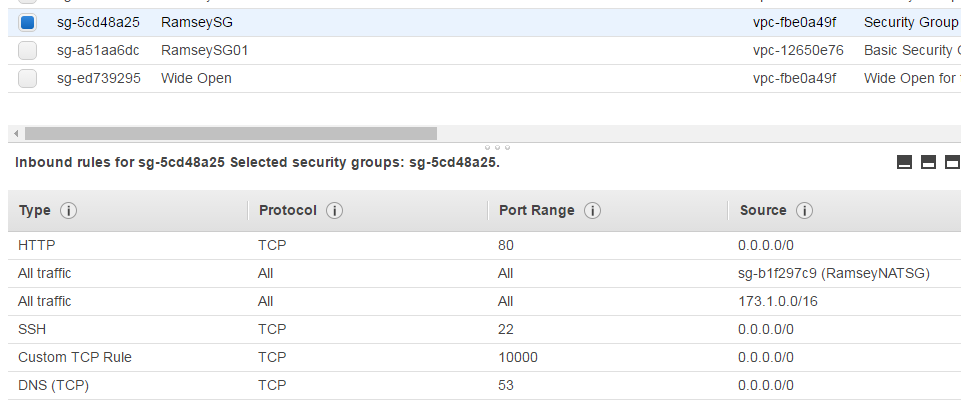 sg-5cd48a25 RamseySG vpc-fbe0a49f Security Group
sg-a51aa6dc RamseySG01 vpc-12650e76 Basic Security
sg-ed739295 Wide Open vpc-fbe0a49f Wide Open for
Inbound rules for sg-5cd48a25 Selected security groups: sg-5cd48a25.
Type Protocol Port Range Source
HTTP TCP 80 0.0.0.0/0
All traffic All All sg-b1f297c9 (RamseyNATSG)
All traffic All All 173.1.0.0/16
SSH TCP 22 0.0.0.0/0
Custom TCP Rule TCP 10000 0.0.0.0/0
DNS (TCP) TCP 53 0.0.0.0/0